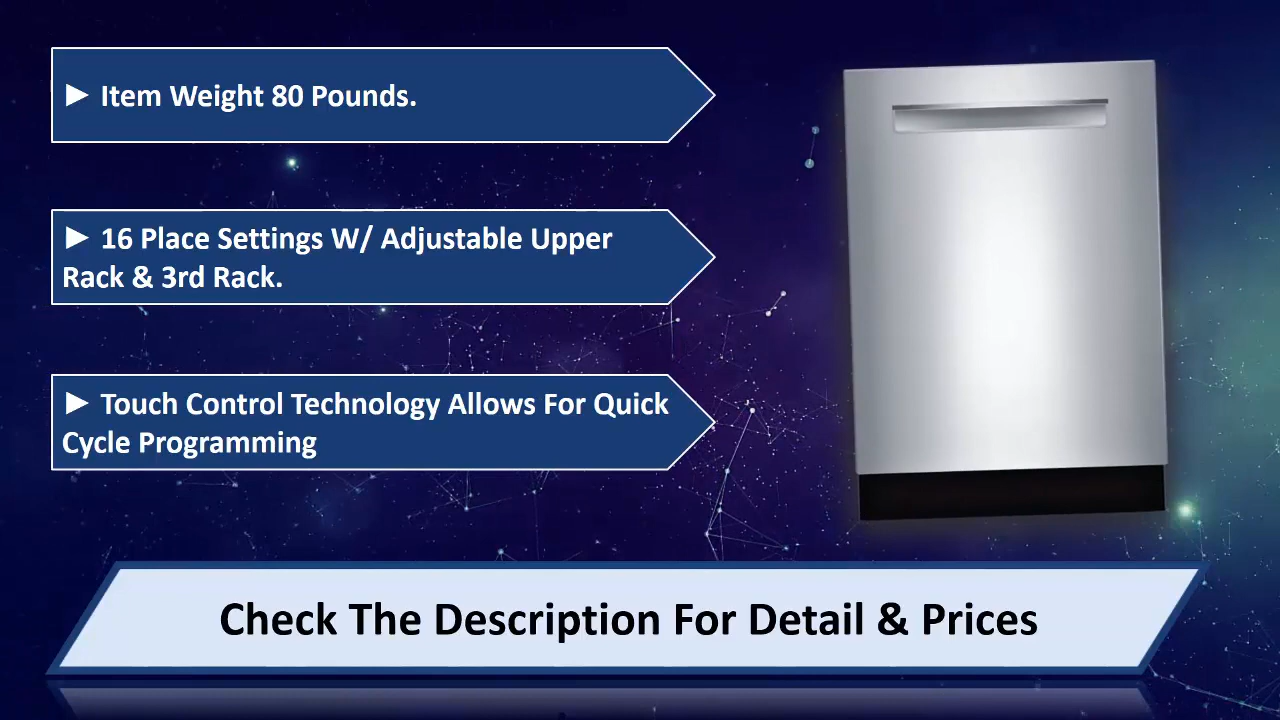 ► Item Weight 80 Pounds.
► 16 Place Settings W/ Adjustable Upper
Rack & 3rd Rack.
► Touch Control Technology Allows For Quick
Cycle Programming
Check The Description For Detail & Prices